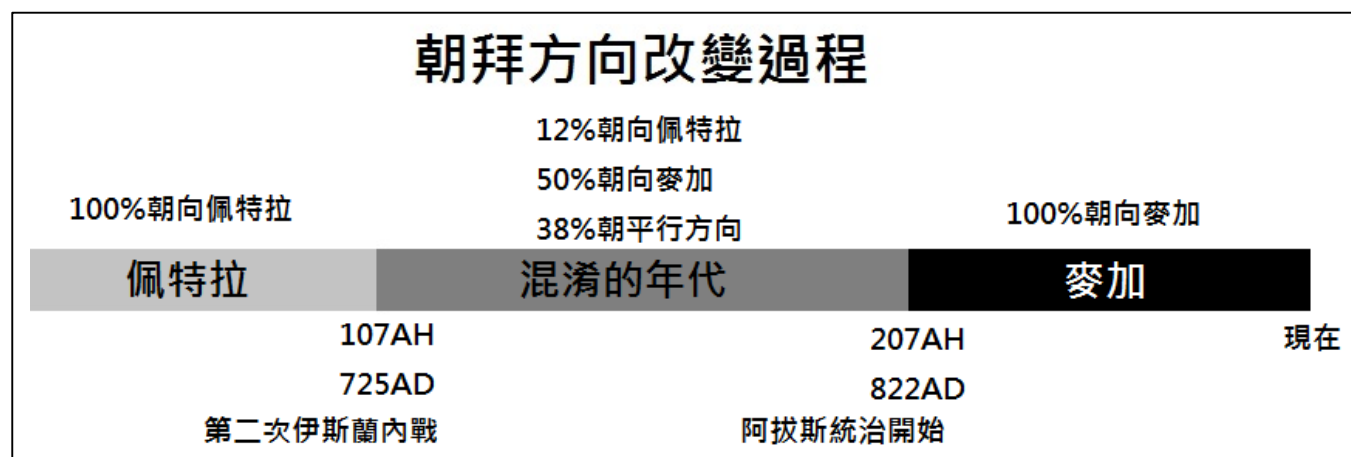 朝拜方向改變過程
12%朝向佩特拉
50%朝向麥加
38%朝平行方向
100%朝向佩特拉
100%朝向麥加
佩特拉
混淆的年代
麥加
107AH
207AH
現在
725AD
822AD
第二次伊斯蘭內戰
阿拔斯統治開始